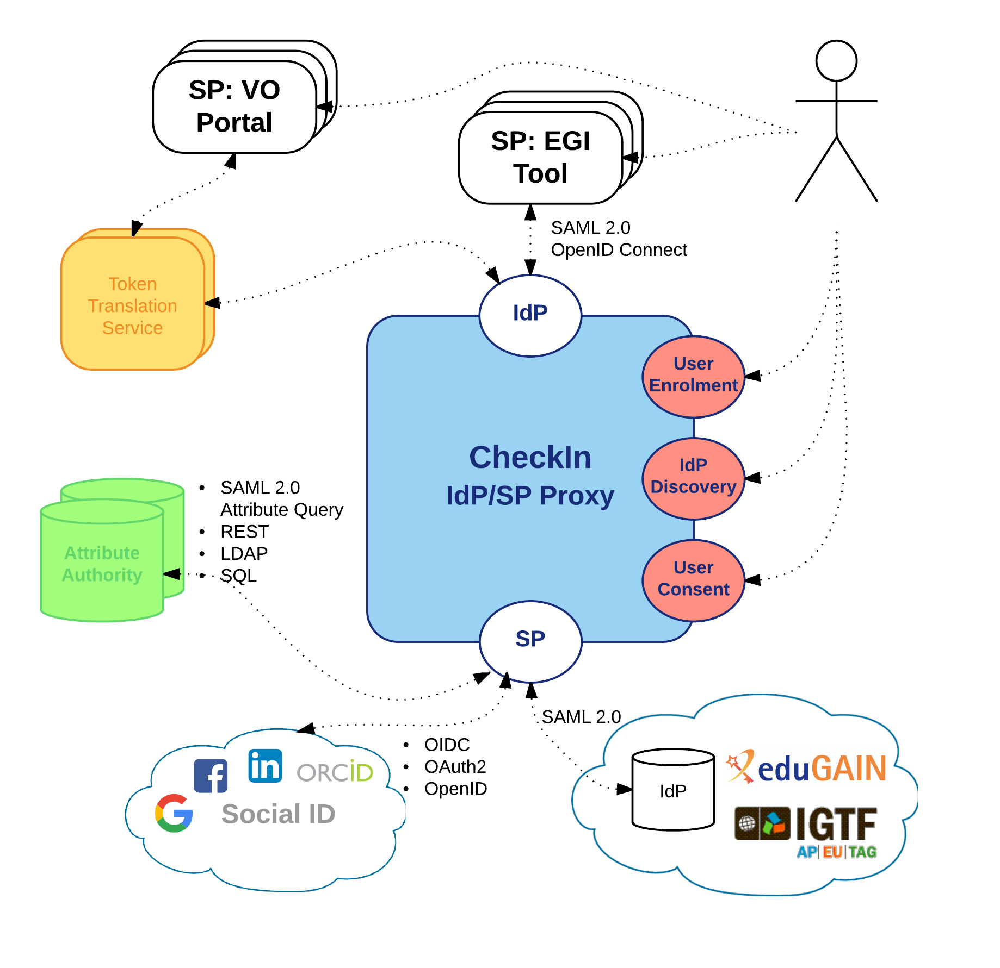 SP: VO
Portal
SP: EGI
Tool
SAML 2.0
OpenID Connect
Token
Translation
Service
IdP
User
Enrolment
CheckIn
IdP/SP Proxy
IdP
Discovery
• SAML 2.0
Attribute Query
• REST
• LDAP
• SQL
Attribute
Authority
User
Consent
SP
SAML 2.0
• OIDC
• OAuth2
• OpenID
in
ORCiD
Social ID
IdP
eduGAIN
IGTF
AP|EU|TAG